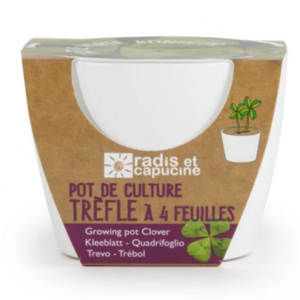 radis et
capucine
POT DE CULTURE
TRÈFLE À 4 FEUILLES
Growing pot Clover
Kleeblatt - Quadrifoglio
Trevo - Trébol